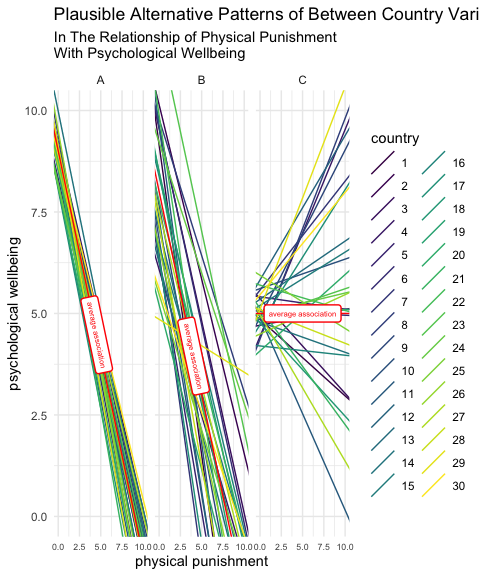 Plausible Alternative Patterns of Between Country Vari
In The Relationship of Physical Punishment
With Psychological Wellbeing
A B C
country
10.0
7.5
5.0
2.5
0.0
psychological wellbeing
average association
average association
average association
1 16
2 17
3 18
4 19
5 20
6 21
7 22
8 23
9 24
10 25
11 26
12 27
13 28
14 29
15 30
0.0 2.5 5.0 7.5 10.0 0.0 2.5 5.0 7.5 10.0 0.0 2.5 5.0 7.5 10.0
physical punishment